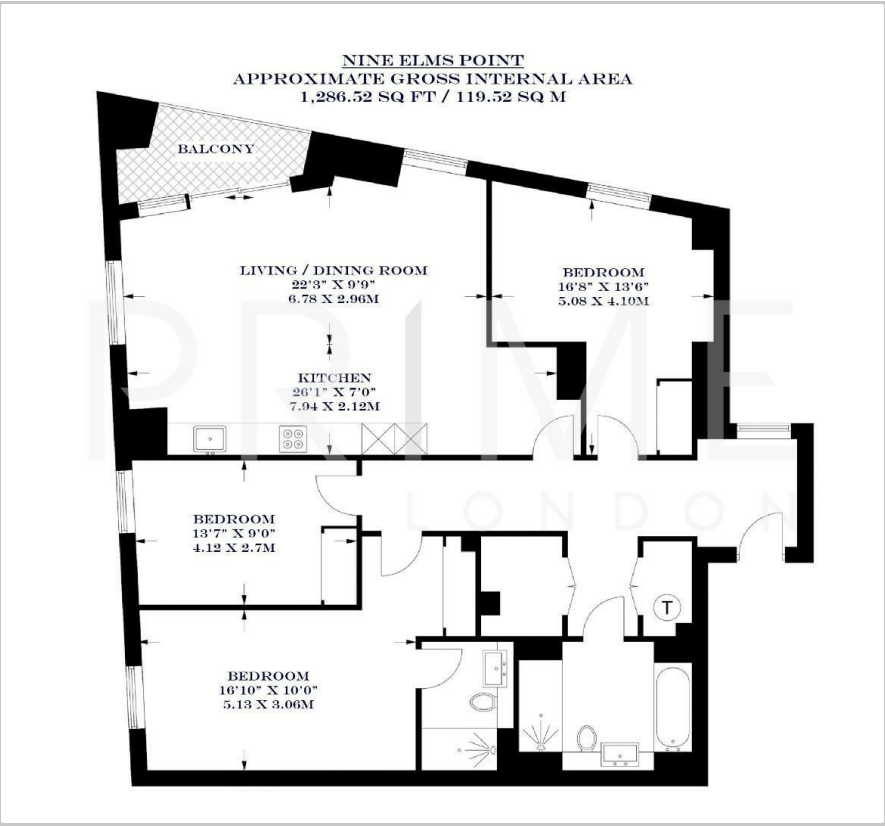 NINE ELMS POINT
APPROXIMATE GROSS INTERNAL AREA
1,286.52 SQ FT / 119.52 SQ M
BALCONY
LIVING / DINING ROOM
22'3" X 9'9"
6.78 X 2.96M
BEDROOM
16'8" X 13'6"
5.08 X 4.10M
PRIME
LONDON
KITCHEN
26'1" X 7'0"
7.94 X 2.12M
BEDROOM
13'7" X 9'0"
4.12 X 2.7M
T
BEDROOM
16'10" X 10'0"
5.13 X 3.06M